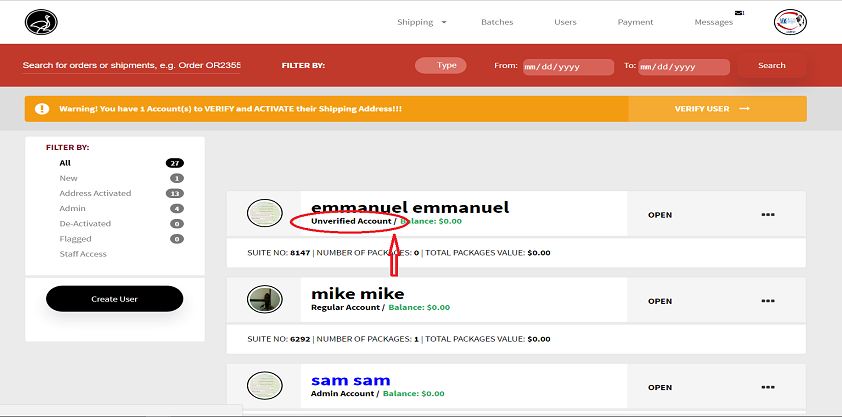 Shipping Batches Users Payment Messages
Search for orders or shipments, e.g. Order OR2355 FILTER BY: Type From: mm/dd/yyyy To: mm/dd/yyyy Search
Warning! You have 1 Account(s) to VERIFY and ACTIVATE their Shipping Address!!! VERIFY USER
FILTER BY:
All 27
New 1
Address Activated 13
Admin 4
De-Activated 0
Flagged 0
Staff Access
Create User
emmanuel emmanuel
Unverified Account / Balance: $0.00
OPEN
SUITE NO: 8147 | NUMBER OF PACKAGES: 0 | TOTAL PACKAGES VALUE: $0.00
mike mike
Regular Account / Balance: $0.00
OPEN
SUITE NO: 6292 | NUMBER OF PACKAGES: 1 | TOTAL PACKAGES VALUE: $0.00
sam sam
Admin Account / Balance: $0.00
OPEN